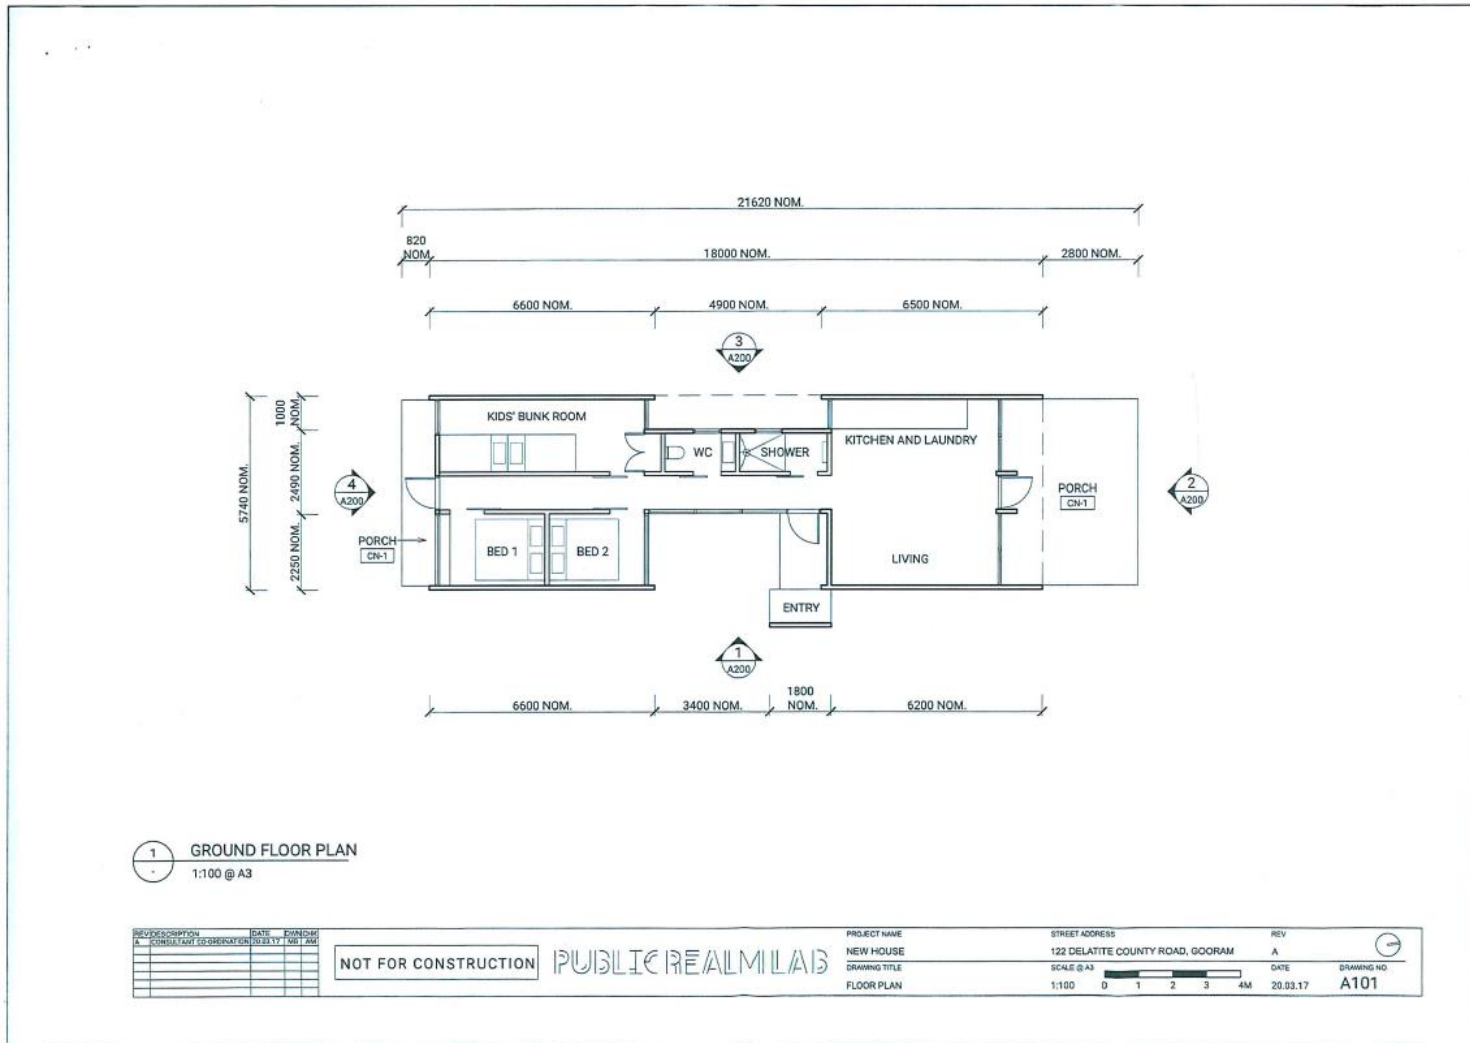 21620 NOM.
820
NOM.
18000 NOM.
2800 NOM.
6600 NOM.
4900 NOM.
6500 NOM.
3
A200
1000
NOM.
2490 NOM.
2250 NOM.
5740 NOM.
KIDS' BUNK ROOM
WC
SHOWER
KITCHEN AND LAUNDRY
4
A200
2
A200
PORCH
CN-1
PORCH
CN-1
BED 1
BED 2
LIVING
ENTRY
1
A200
6600 NOM.
3400 NOM.
1800
NOM.
6200 NOM.
1
-
GROUND FLOOR PLAN
1:100 @ A3
REV DESCRIPTION DATE DWN CHK
A CONSULTANT CO-ORDINATION 20.03.17 MB AM
NOT FOR CONSTRUCTION
PUBLIC REALM LAB
PROJECT NAME
NEW HOUSE
DRAWING TITLE
FLOOR PLAN
STREET ADDRESS
122 DELATITE COUNTY ROAD, GOORAM
SCALE @ A3
1:100 0 1 2 3 4M
REV
A
DATE
20.03.17
DRAWING NO.
A101